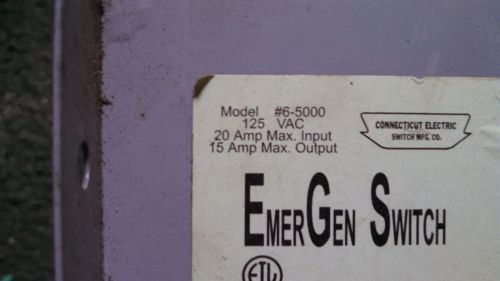 Model #6-5000
125 VAC
20 Amp Max. Input
15 Amp Max. Output
CONNECTICUT ELECTRIC
SWITCH MFG. CO.
EMERGEN SWITCH
ETL